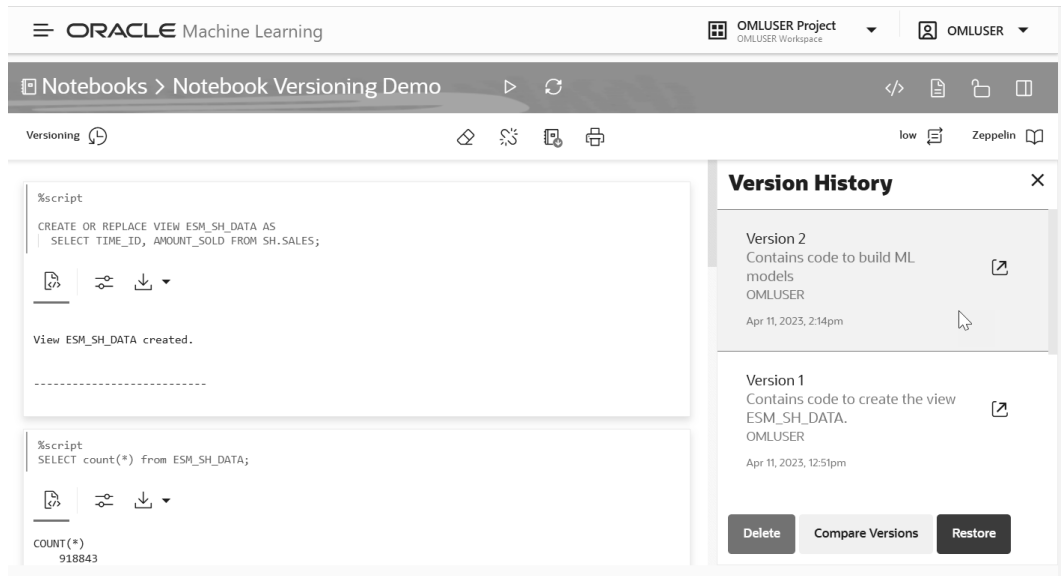 ORACLE Machine Learning
OMLUSER Project
OMLUSER Workspace
OMLUSER
Notebooks > Notebook Versioning Demo
</>
Versioning
low
Zeppelin
%script
CREATE OR REPLACE VIEW ESM_SH_DATA AS
SELECT TIME_ID, AMOUNT_SOLD FROM SH.SALES;
View ESM_SH_DATA created.
---------------------------
%script
SELECT count(*) from ESM_SH_DATA;
COUNT(*)
918843
Version History
Version 2
Contains code to build ML
models
OMLUSER
Apr 11, 2023, 2:14pm
Version 1
Contains code to create the view
ESM_SH_DATA.
OMLUSER
Apr 11, 2023, 12:51pm
Delete
Compare Versions
Restore